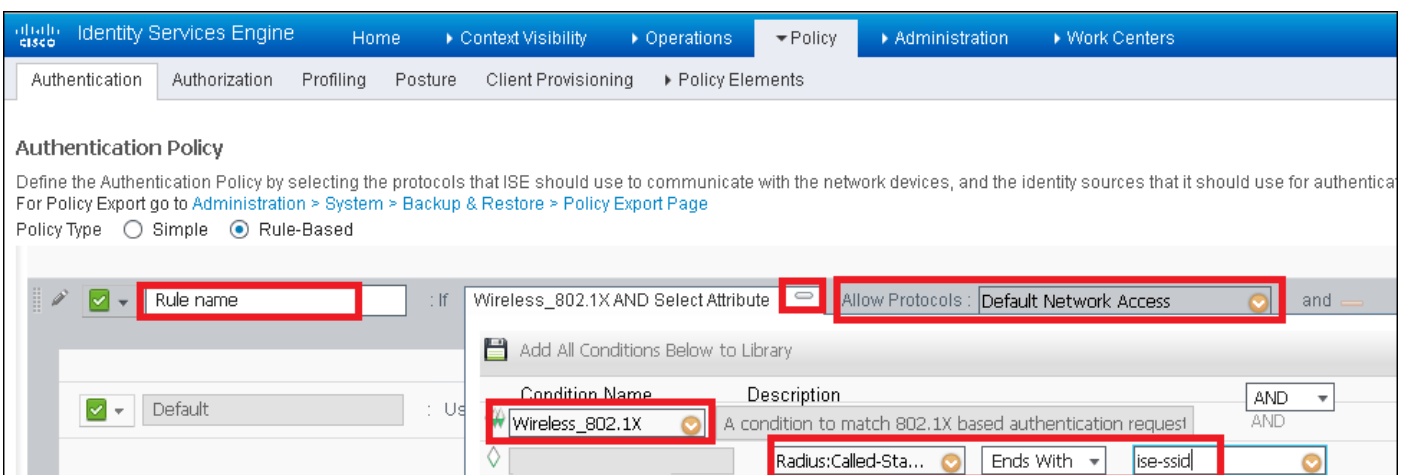 cisco Identity Services Engine Home Context Visibility Operations Policy Administration Work Centers
Authentication Authorization Profiling Posture Client Provisioning Policy Elements
Authentication Policy
Define the Authentication Policy by selecting the protocols that ISE should use to communicate with the network devices, and the identity sources that it should use for authentica
For Policy Export go to Administration > System > Backup & Restore > Policy Export Page
Policy Type Simple Rule-Based
Rule name : If Wireless_802.1X AND Select Attribute Allow Protocols : Default Network Access and
Add All Conditions Below to Library
Condition Name Description AND
Default : Us
Wireless_802.1X A condition to match 802.1X based authentication request AND
Radius:Called-Sta... Ends With ise-ssid